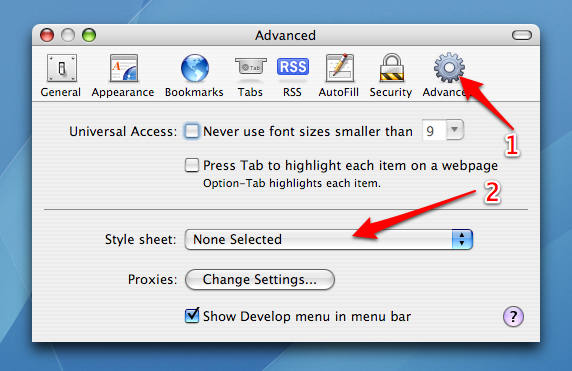 Advanced
Tab
RSS
General Appearance Bookmarks Tabs RSS AutoFill Security Advanced
1
Universal Access: Never use font sizes smaller than 9
Press Tab to highlight each item on a webpage
Option-Tab highlights each item.
2
Style sheet: None Selected
Proxies: Change Settings...
Show Develop menu in menu bar ?